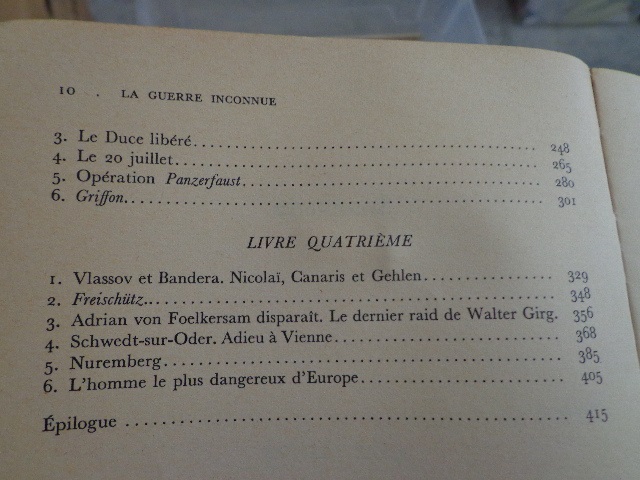 10 . LA GUERRE INCONNUE
3. Le Duce libéré........................................ 248
4. Le 20 juillet.......................................... 265
5. Opération Panzerfaust.................................. 280
6. Griffon................................................ 301
LIVRE QUATRIÈME
1. Vlassov et Bandera. Nicolaï, Canaris et Gehlen................ 329
2. Freischütz............................................. 348
3. Adrian von Foelkersam disparaît. Le dernier raid de Walter Girg. 356
4. Schwedt-sur-Oder. Adieu à Vienne............................ 368
5. Nuremberg.............................................. 385
6. L'homme le plus dangereux d'Europe......................... 405
Épilogue .................................................. 415